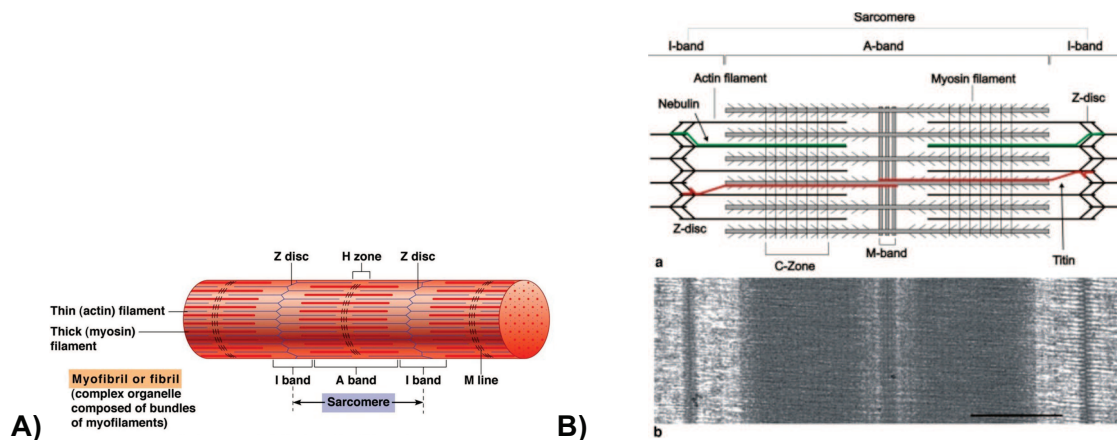 Z disc H zone Z disc
Thin (actin) filament
Thick (myosin)
filament
I band A band I band M line
Myofibril or fibril
(complex organelle
composed of bundles
of myofilaments)
Sarcomere
A)
Sarcomere
I-band A-band I-band
Actin filament Myosin filament
Nebulin Z-disc
Z-disc
M-band
C-Zone Titin
a
b
B)